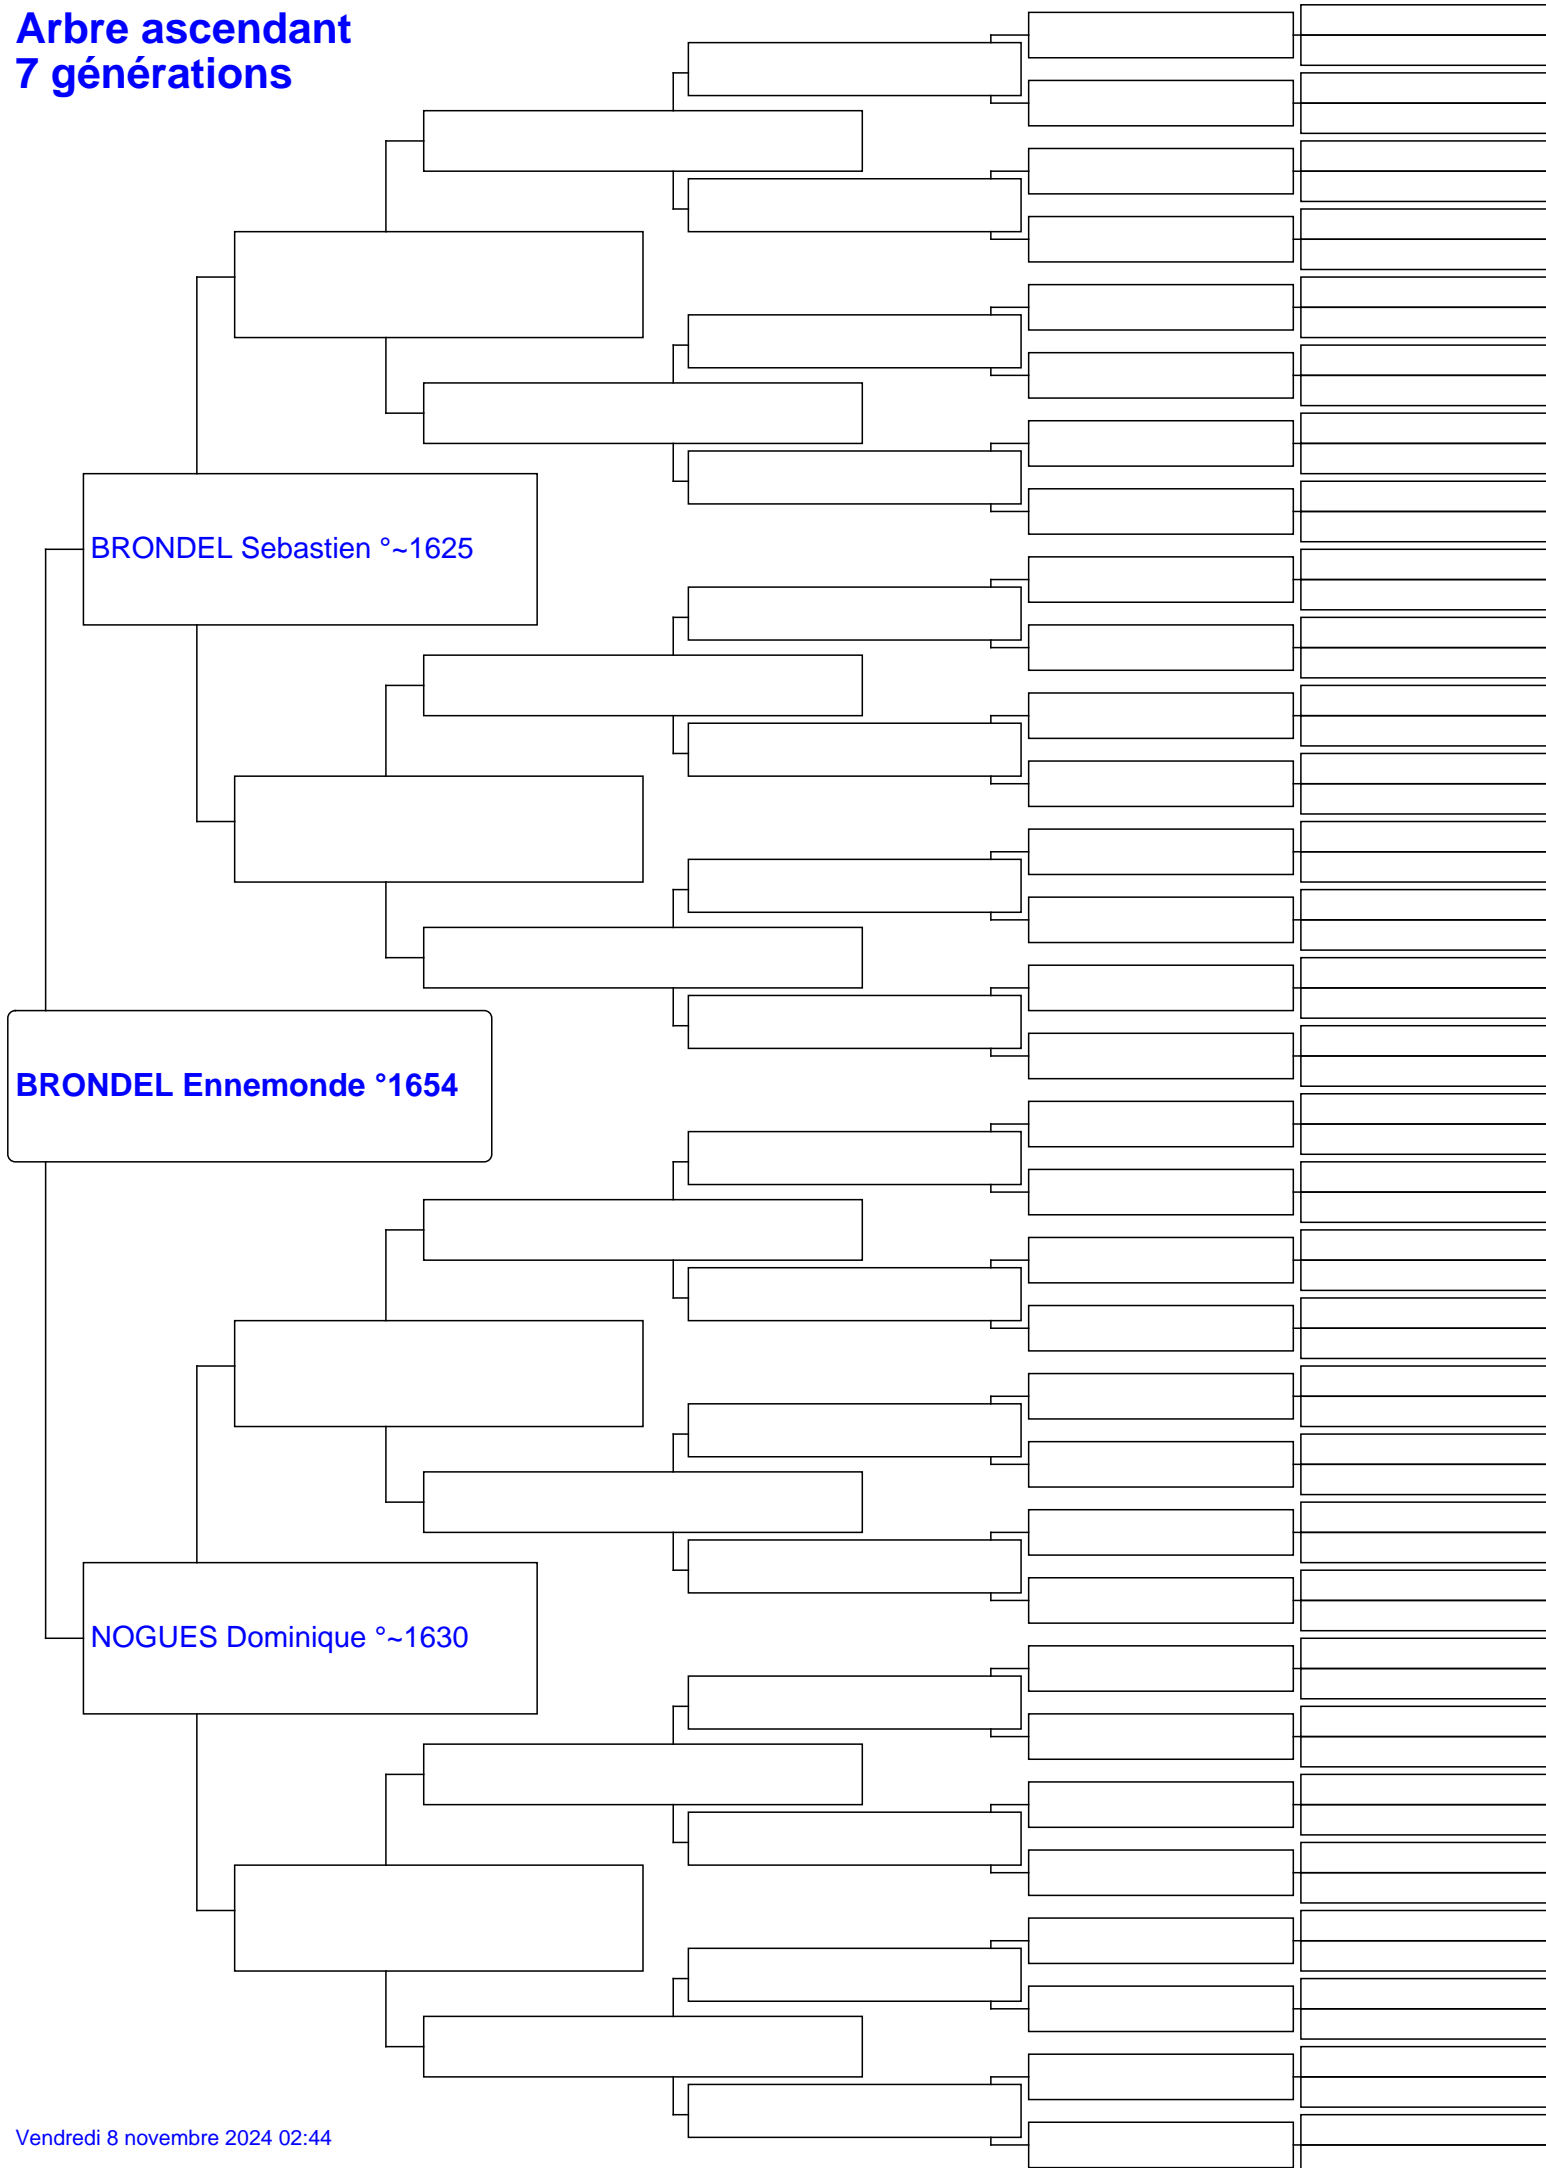 Arbre ascendant
7 générations
BRONDEL Sebastien °~1625
BRONDEL Ennemonde °1654
NOGUES Dominique °~1630
Vendredi 8 novembre 2024 02:44